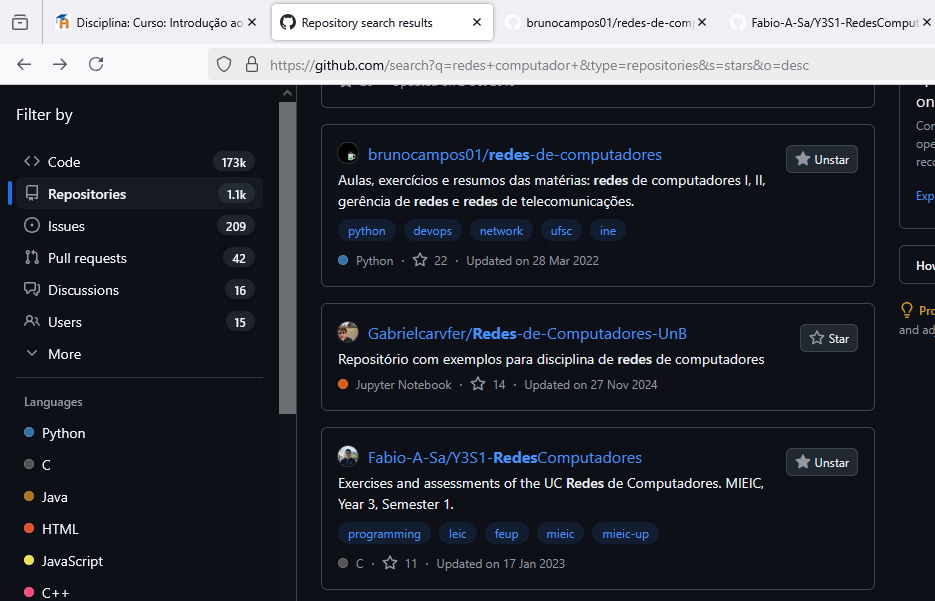 Disciplina: Curso: Introdução ao
Repository search results
brunocampos01/redes-de-com
Fabio-A-Sa/Y3S1-RedesComput
https://github.com/search?q=redes+computador+&type=repositories&s=stars&o=desc
Filter by
Code 173k
Repositories 1.1k
Issues 209
Pull requests 42
Discussions 16
Users 15
More
Languages
Python
C
Java
HTML
JavaScript
C++
brunocampos01/redes-de-computadores
Unstar
Aulas, exercícios e resumos das matérias: redes de computadores I, II,
gerência de redes e redes de telecomunicações.
python devops network ufsc ine
Python · 22 · Updated on 28 Mar 2022
Gabrielcarvfer/Redes-de-Computadores-UnB
Star
Repositório com exemplos para disciplina de redes de computadores
Jupyter Notebook · 14 · Updated on 27 Nov 2024
Fabio-A-Sa/Y3S1-RedesComputadores
Unstar
Exercises and assessments of the UC Redes de Computadores. MIEIC,
Year 3, Semester 1.
programming leic feup mieic mieic-up
C · 11 · Updated on 17 Jan 2023
on
Con
ope
reco
Exp
How
Pro
and ad